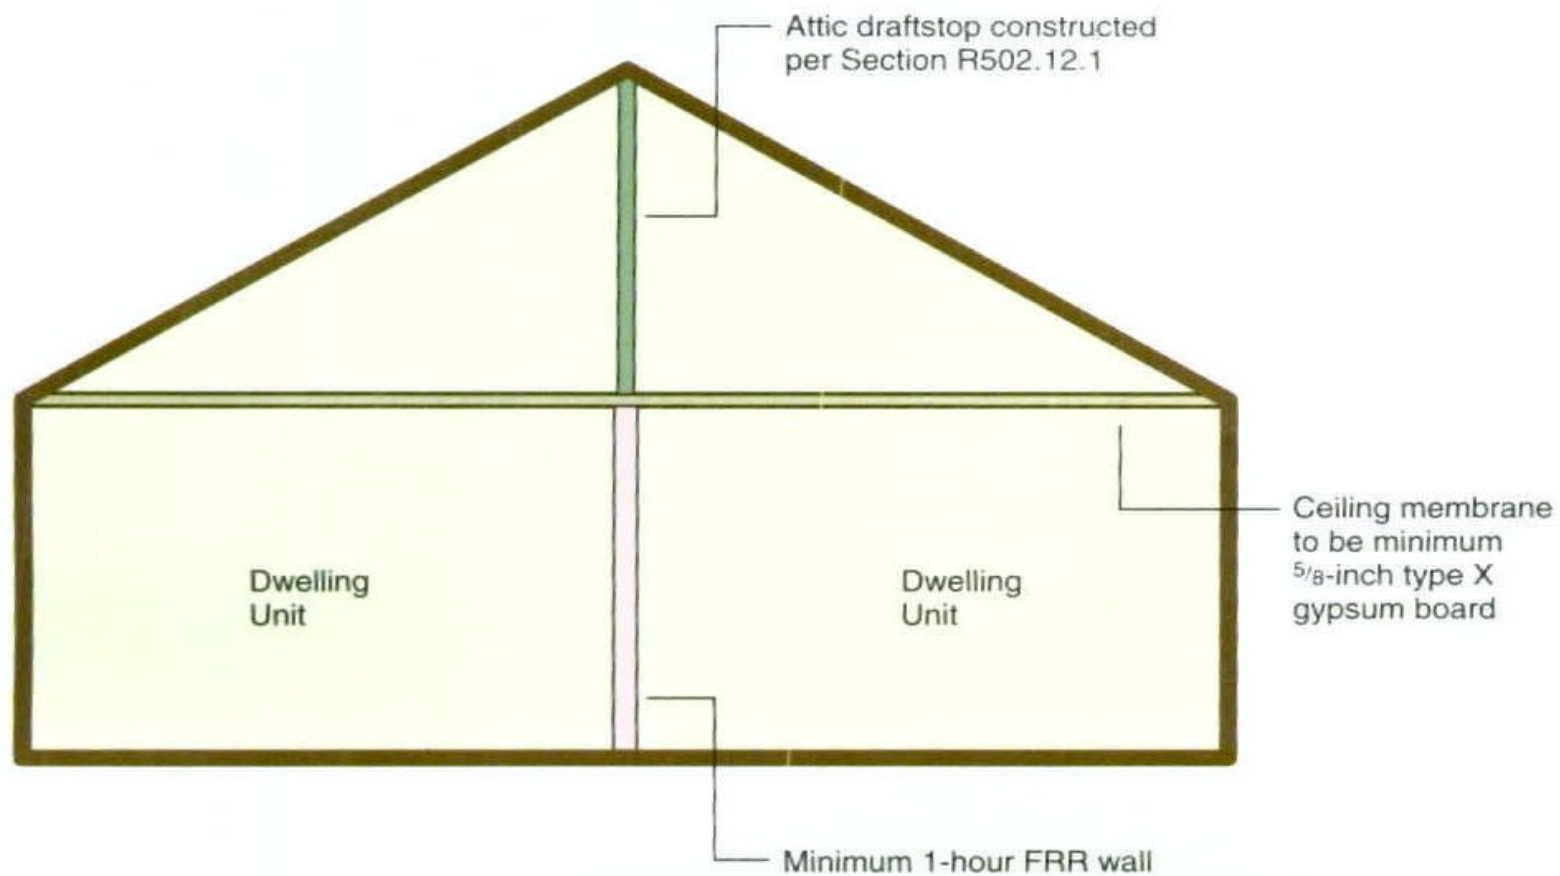 Attic draftstop constructed
per Section R502.12.1
Dwelling
Unit
Dwelling
Unit
Ceiling membrane
to be minimum
5/8-inch type X
gypsum board
Minimum 1-hour FRR wall